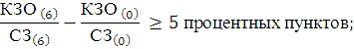 КЗО (6) / СЗ(6) − КЗО (0) / СЗ(0) ≥ 5 процентных пунктов;